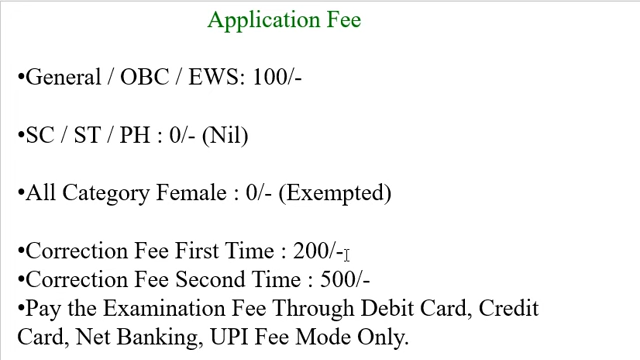 Application Fee
•General / OBC / EWS: 100/-
•SC / ST / PH : 0/- (Nil)
•All Category Female : 0/- (Exempted)
•Correction Fee First Time : 200/-
•Correction Fee Second Time : 500/-
•Pay the Examination Fee Through Debit Card, Credit
Card, Net Banking, UPI Fee Mode Only.